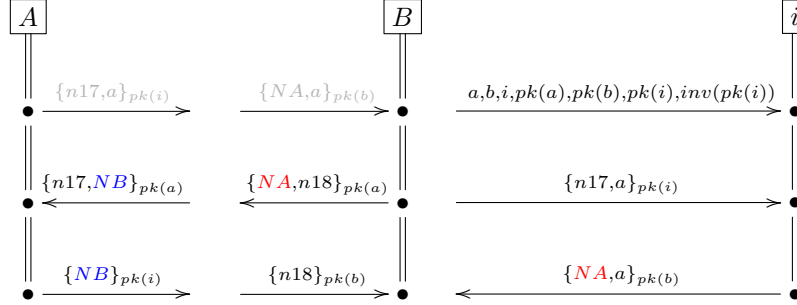 A B i
{n17,a}pk(i) {NA,a}pk(b) a,b,i,pk(a),pk(b),pk(i),inv(pk(i))
{n17,NB}pk(a) {NA,n18}pk(a) {n17,a}pk(i)
{NB}pk(i) {n18}pk(b) {NA,a}pk(b)